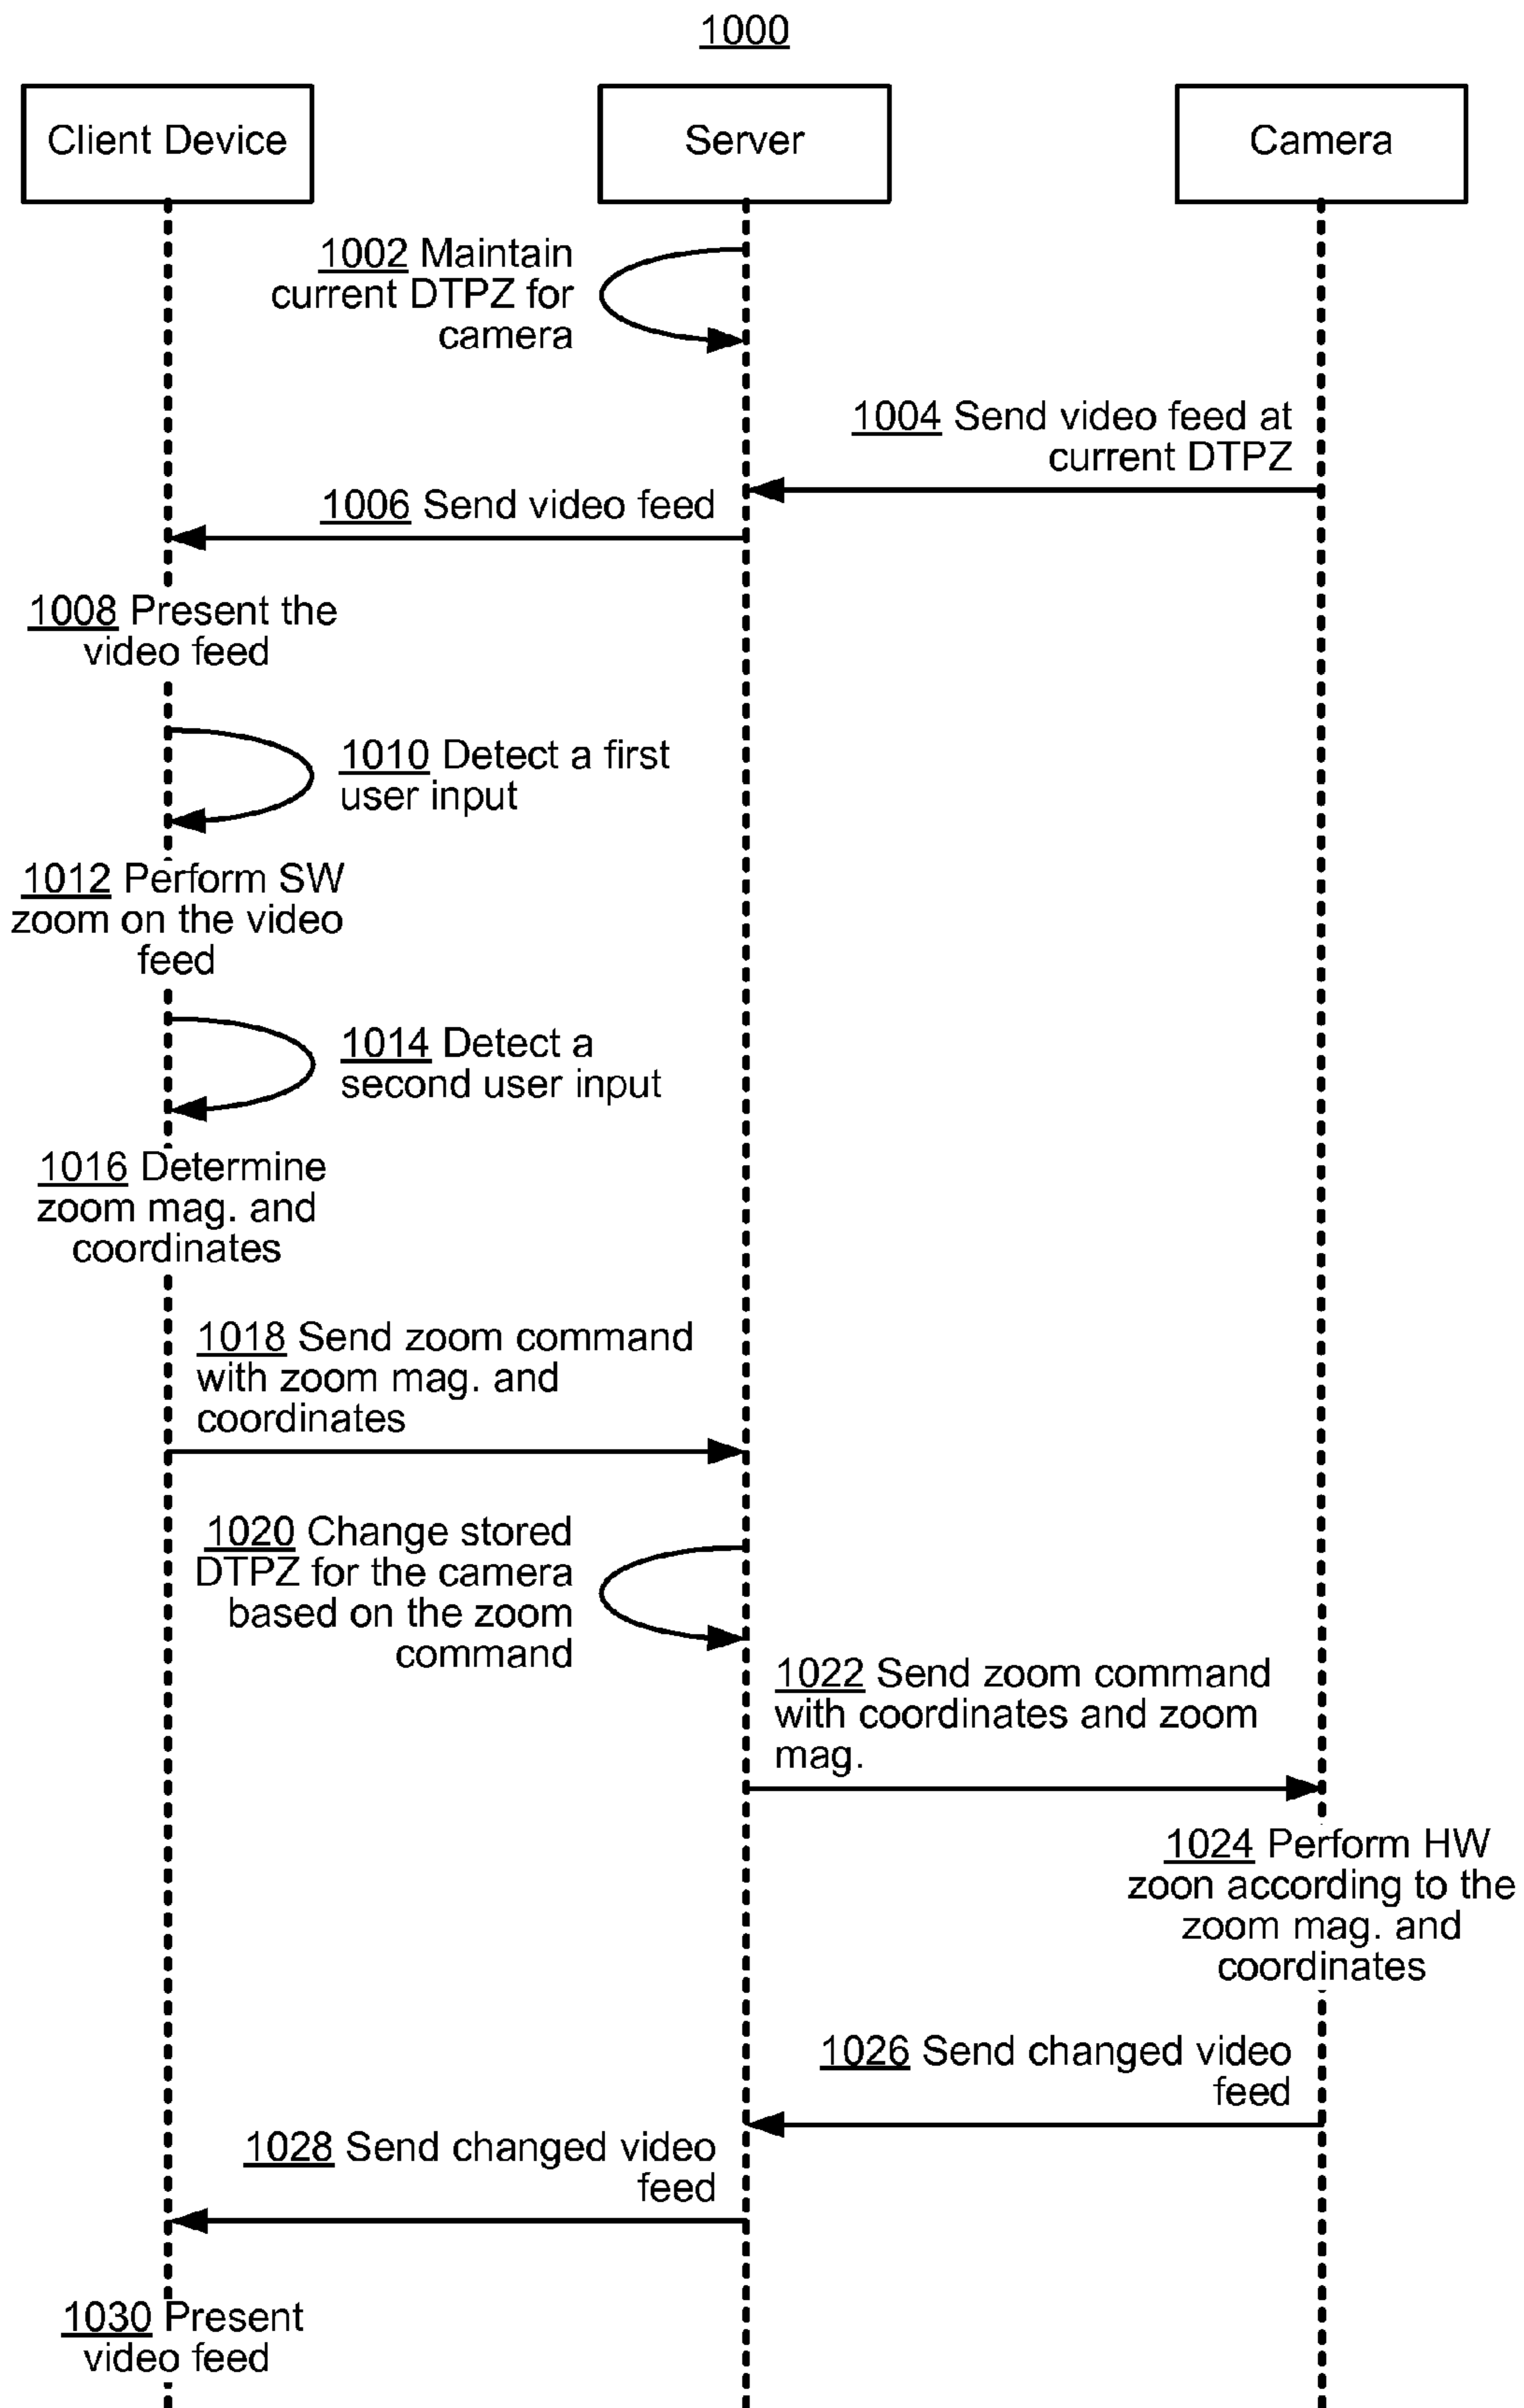 1000
Client Device
Server
Camera
1002 Maintain
current DTPZ for
camera
1004 Send video feed at
current DTPZ
1006 Send video feed
1008 Present the
video feed
1010 Detect a first
user input
1012 Perform SW
zoom on the video
feed
1014 Detect a
second user input
1016 Determine
zoom mag. and
coordinates
1018 Send zoom command
with zoom mag. and
coordinates
1020 Change stored
DTPZ for the camera
based on the zoom
command
1022 Send zoom command
with coordinates and zoom
mag.
1024 Perform HW
zoon according to the
zoom mag. and
coordinates
1026 Send changed video
feed
1028 Send changed video
feed
1030 Present
video feed